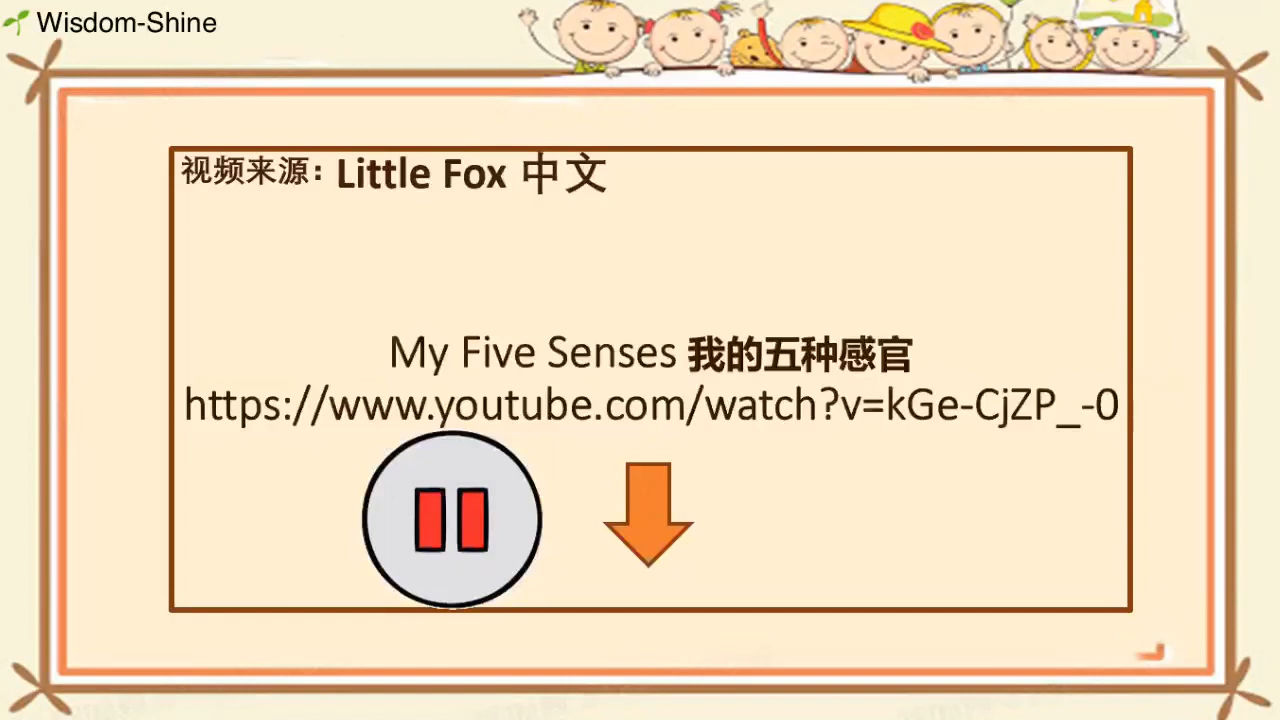 Wisdom-Shine
视频来源：Little Fox 中文
My Five Senses 我的五种感官
https://www.youtube.com/watch?v=kGe-CjZP_-0